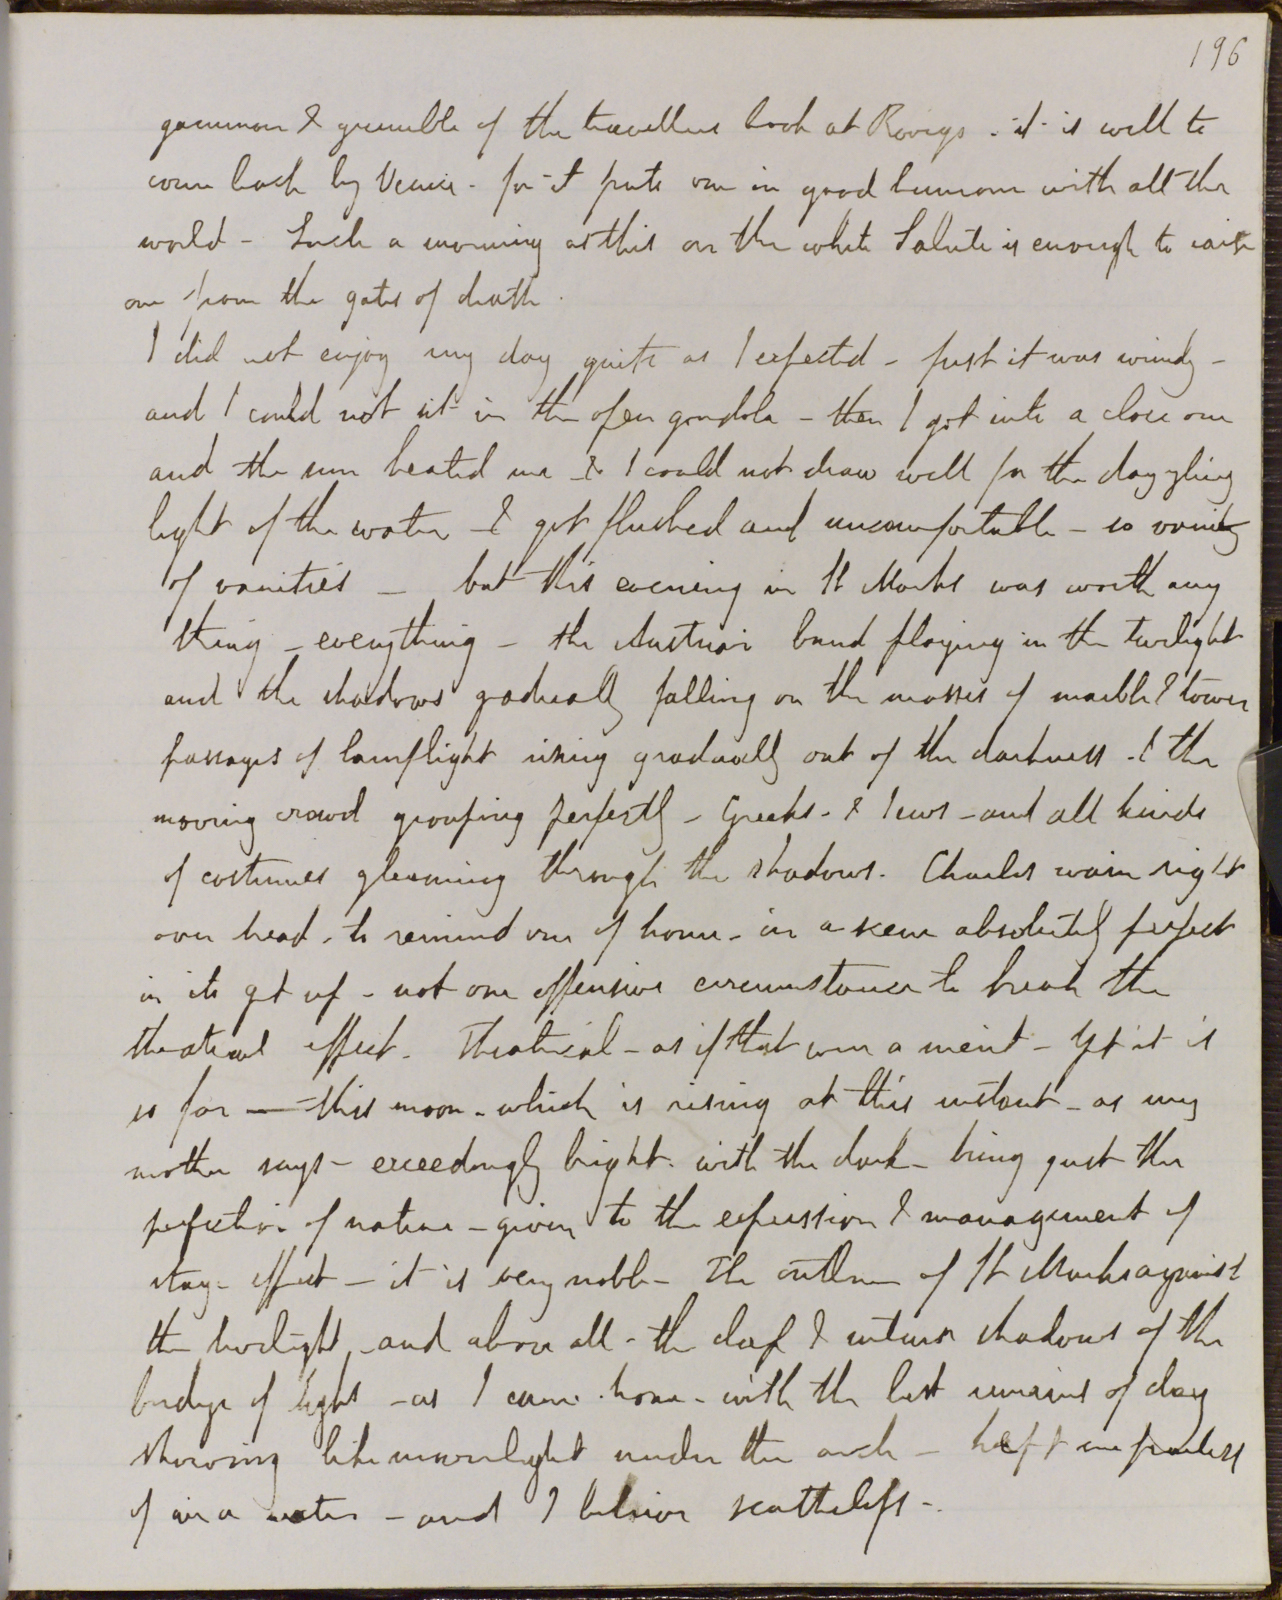 196
gammon & grumble of the travellers book at Rovigo - it is well to
come back by Venice - for it puts one in good humour with all the
world - Such a morning as this on the white Salute is enough to raise
one from the gates of death.
I did not enjoy my day quite as I expected - first it was windy -
and I could not sit in the open gondola - then I got into a close one
and the sun heated me & I could not draw well for the dazzling
light of the water - I got flushed and uncomfortable - so vanity
of vanities - but this evening in St Marks was worth any
thing - everything - the Austrian band playing in the twilight
and the shadows gradually falling on the masses of marble & tower
passages of lamplight rising gradually out of the darkness - & the
moving crowd grouping perfectly - Greeks - & Jews - and all kinds
of costumes gleaming through the shadows. Charles wain right
over head - to remind one of home - in a scene absolutely perfect
in its get up - not one offensive circumstance to break the
theatrical effect. Theatrical - as if that were a merit - Yet it is
so for - this moon - which is rising at this instant - as my
mother says - exceedingly bright with the dark - being just the
perfection of nature - given to the expression & management of
stage effect - it is very noble - The outline of St Marks against
the twilight, and above all - the deep & intense shadows of the
bridge of sighs - as I came home - with the last remains of day
showing like moonlight under the arch -
of in a water - and I believe